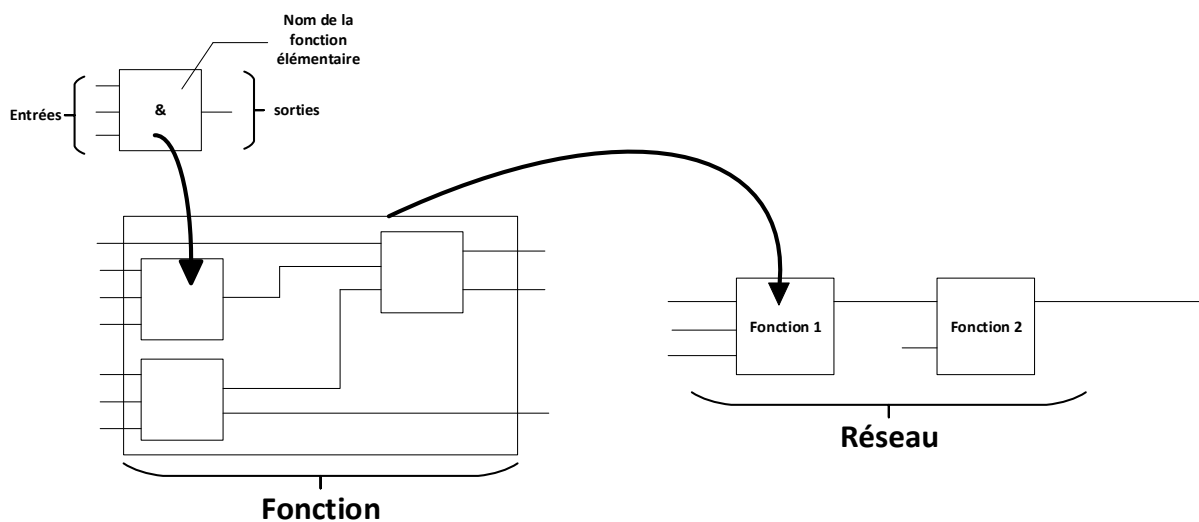 Nom de la
fonction
élémentaire
Entrées
&
sorties
Fonction 1
Fonction 2
Réseau
Fonction